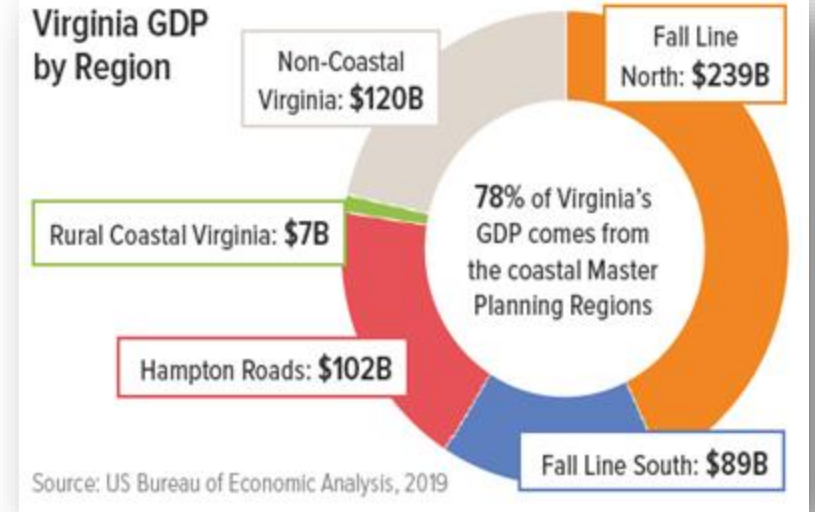 Virginia GDP
by Region
Non-Coastal
Virginia: $120B
Fall Line
North: $239B
Rural Coastal Virginia: $7B
78% of Virginia's
GDP comes from
the coastal Master
Planning Regions
Hampton Roads: $102B
Fall Line South: $89B
Source: US Bureau of Economic Analysis, 2019